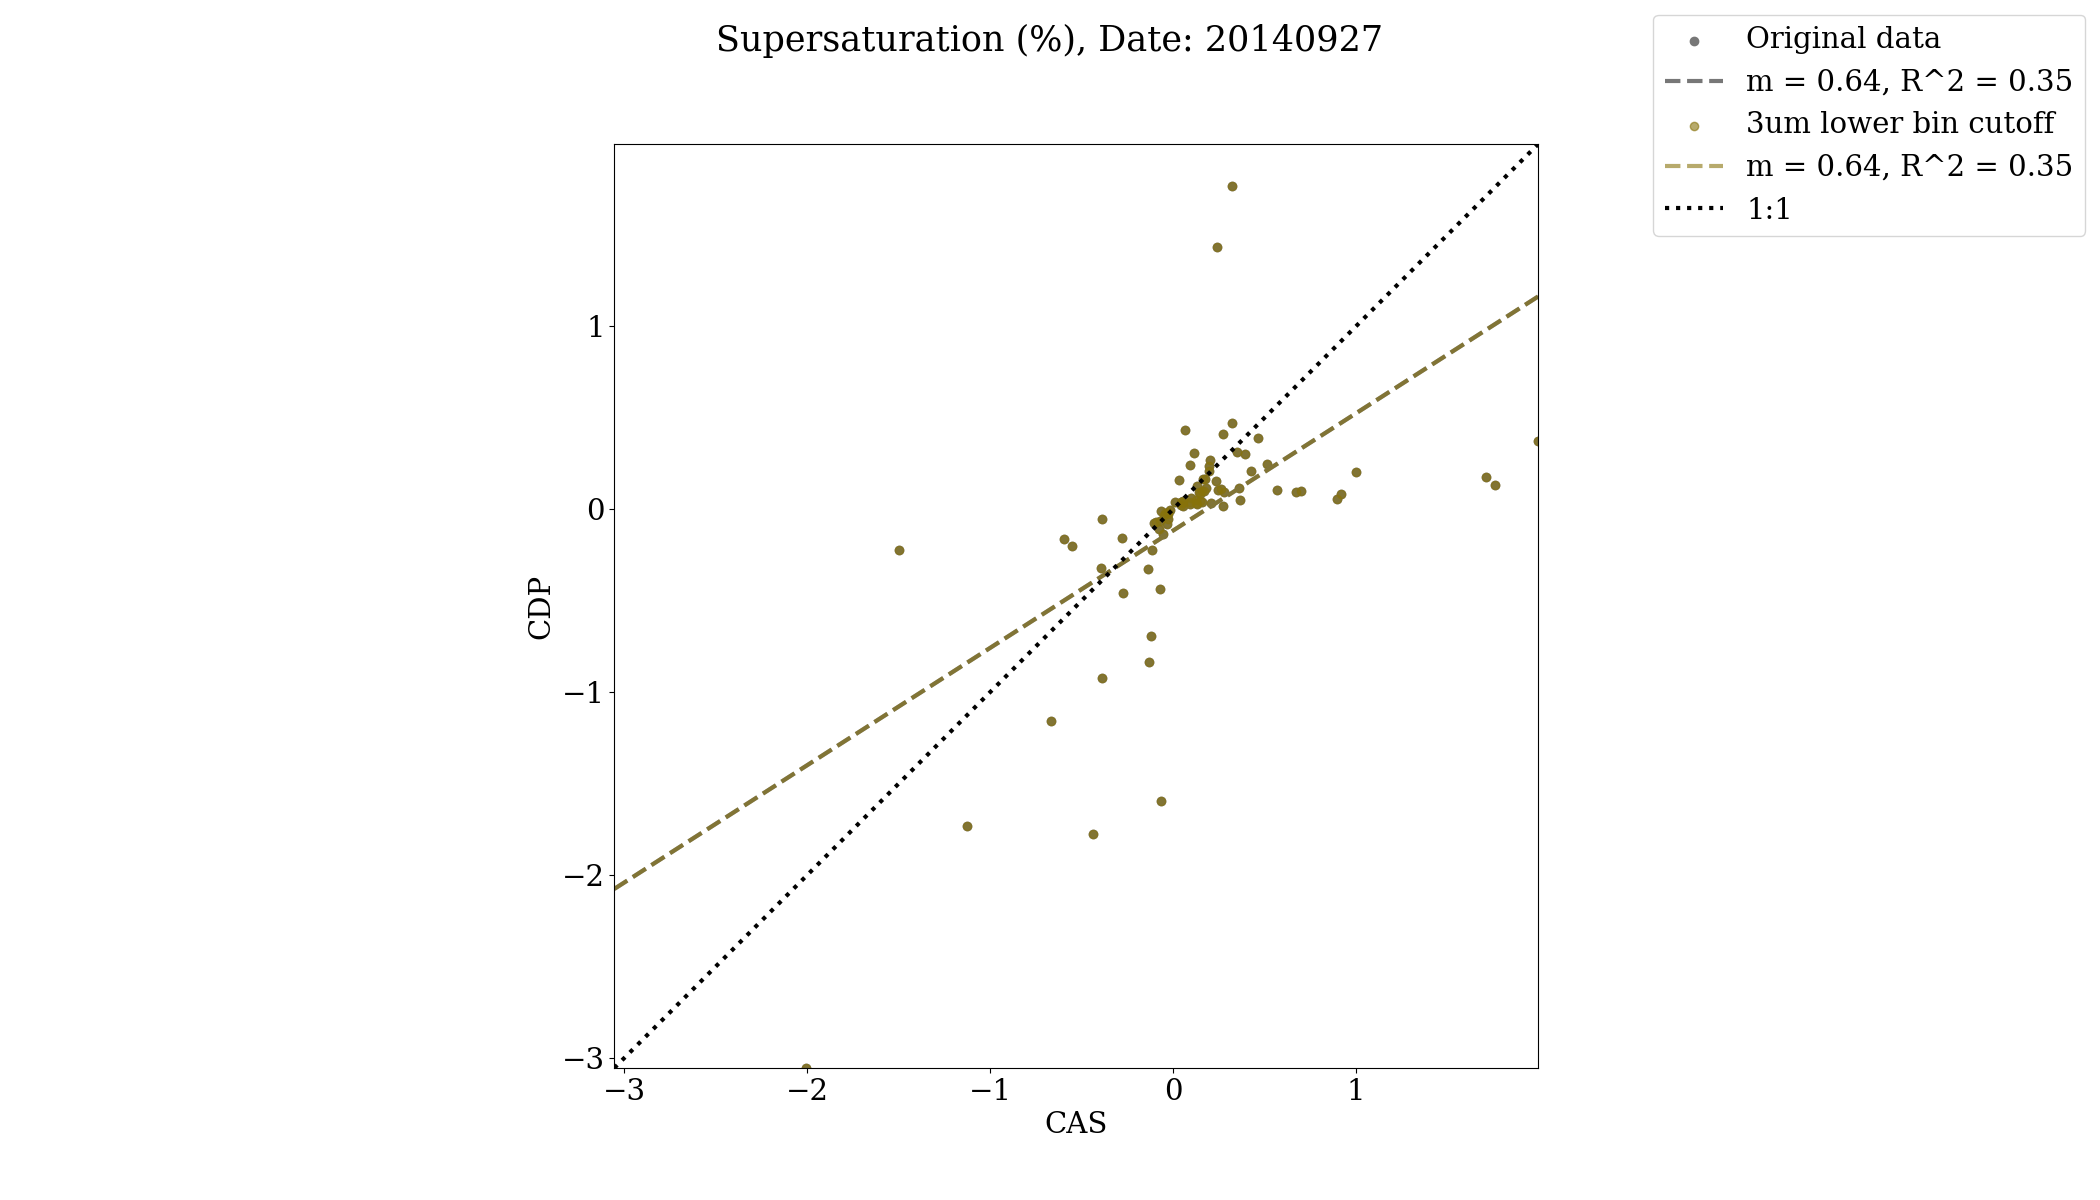 Supersaturation (%), Date: 20140927
Original data
m = 0.64, R^2 = 0.35
3um lower bin cutoff
m = 0.64, R^2 = 0.35
1:1
1
0
−1
−2
−3
CDP
−3
−2
−1
0
1
CAS